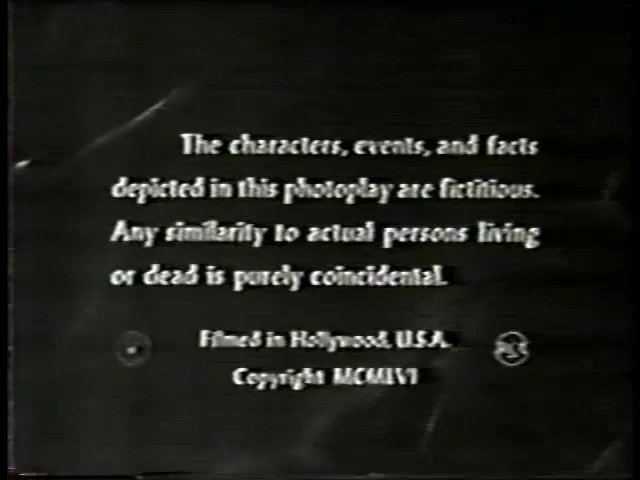 The characters, events, and facts
depicted in this photoplay are fictitious.
Any similarity to actual persons living
or dead is purely coincidental.
Filmed in Hollywood, U.S.A.
Copyright MCMLVI